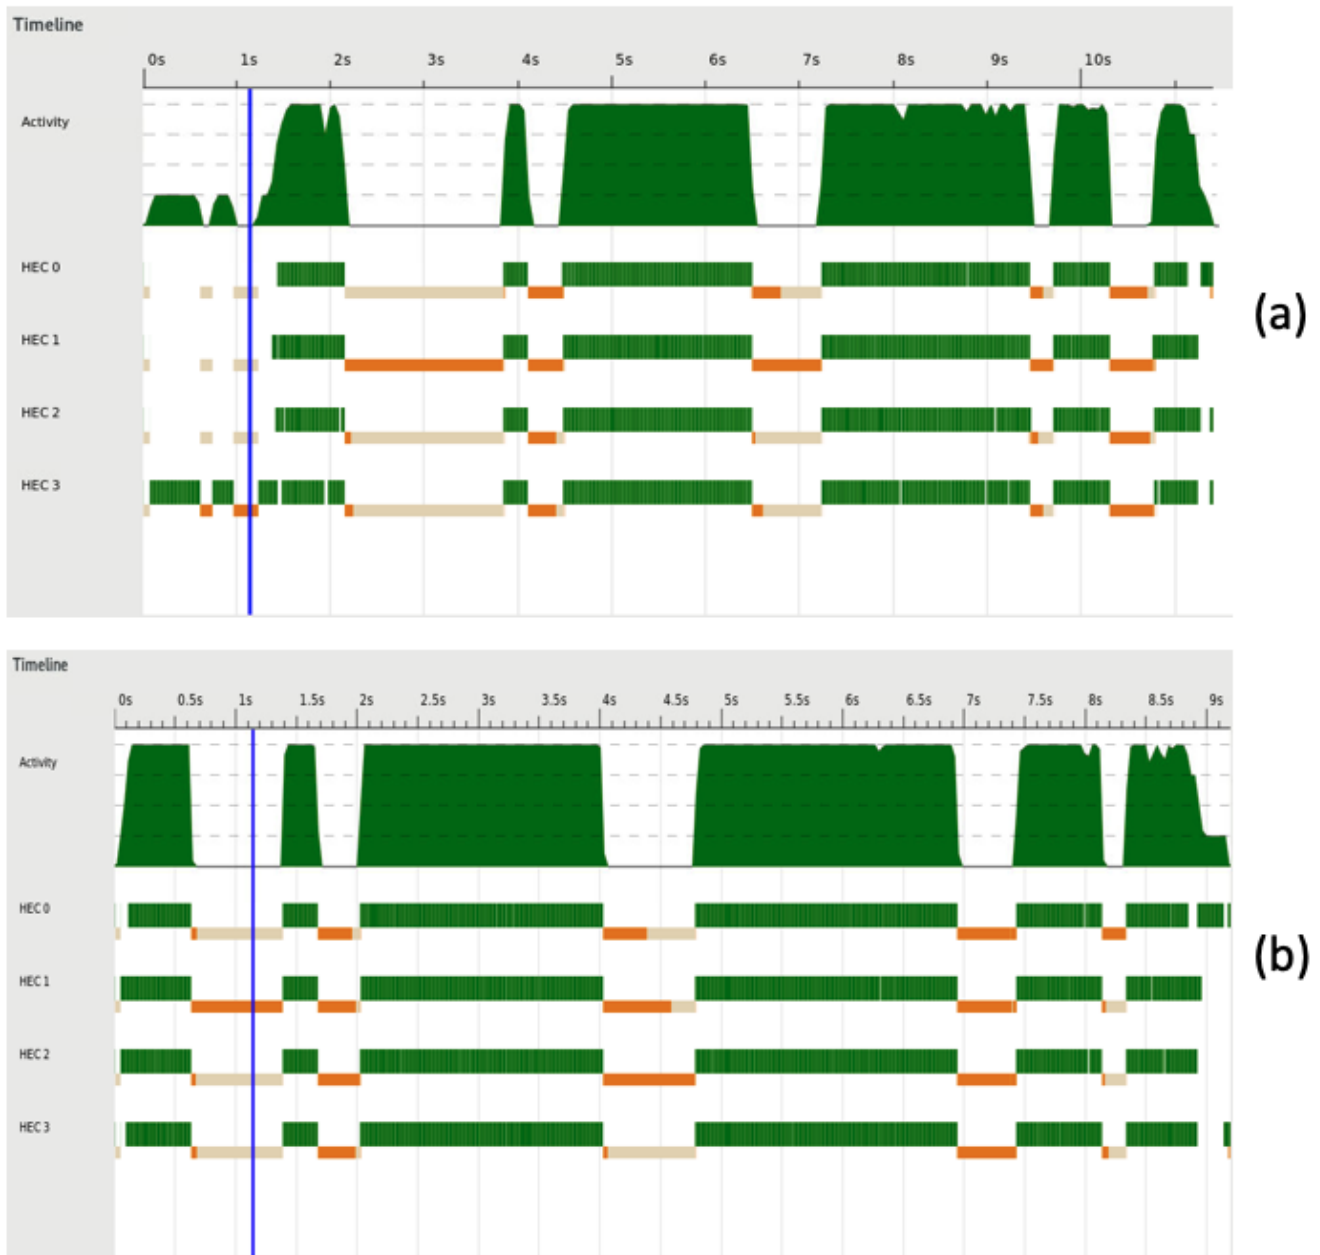 Timeline
0s 1s 2s 3s 4s 5s 6s 7s 8s 9s 10s
Activity
HEC 0
(a)
HEC 1
HEC 2
HEC 3
Timeline
0s 0.5s 1s 1.5s 2s 2.5s 3s 3.5s 4s 4.5s 5s 5.5s 6s 6.5s 7s 7.5s 8s 8.5s 9s
Activity
HEC 0
(b)
HEC 1
HEC 2
HEC 3